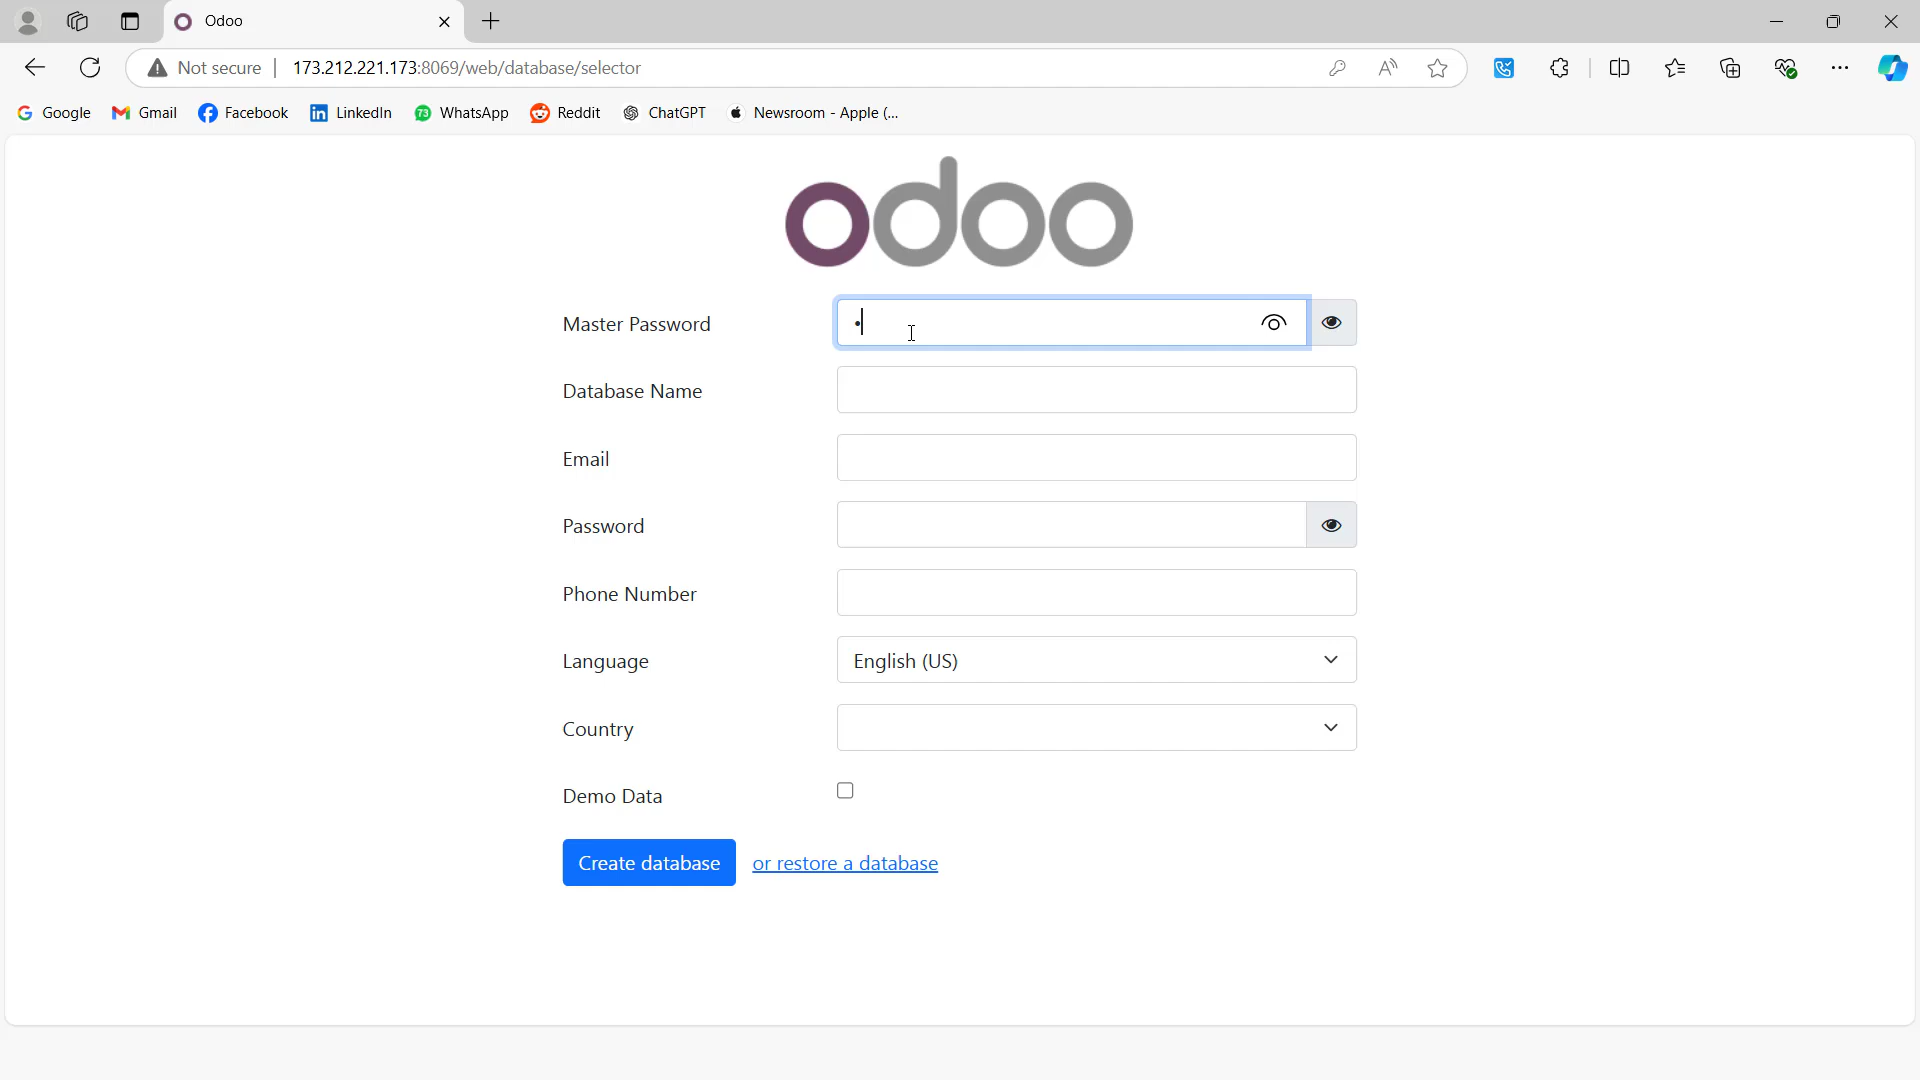 Odoo
Not secure 173.212.221.173:8069/web/database/selector
Google Gmail Facebook LinkedIn 73 WhatsApp Reddit ChatGPT Newsroom - Apple (...
odoo
Master Password
Database Name
Email
Password
Phone Number
Language English (US)
Country
Demo Data
Create database or restore a database